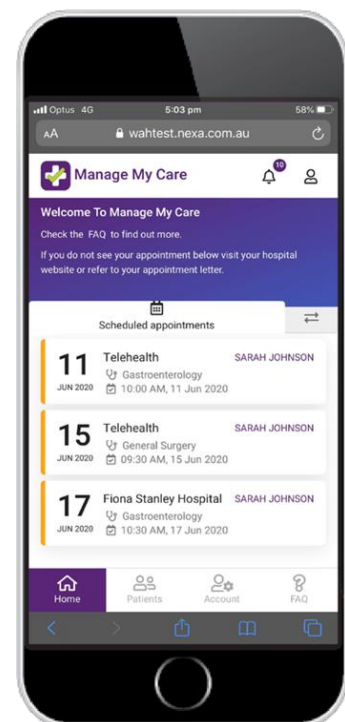 Optus 4G 5:03 pm 58%
AA wahtest.nexa.com.au
Manage My Care 10
Welcome To Manage My Care
Check the FAQ to find out more.
If you do not see your appointment below visit your hospital
website or refer to your appointment letter.
Scheduled appointments
11 Telehealth SARAH JOHNSON
Gastroenterology
JUN 2020 10:00 AM, 11 Jun 2020
15 Telehealth SARAH JOHNSON
General Surgery
JUN 2020 09:30 AM, 15 Jun 2020
17 Fiona Stanley Hospital SARAH JOHNSON
Gastroenterology
JUN 2020 10:30 AM, 17 Jun 2020
Home Patients Account FAQ